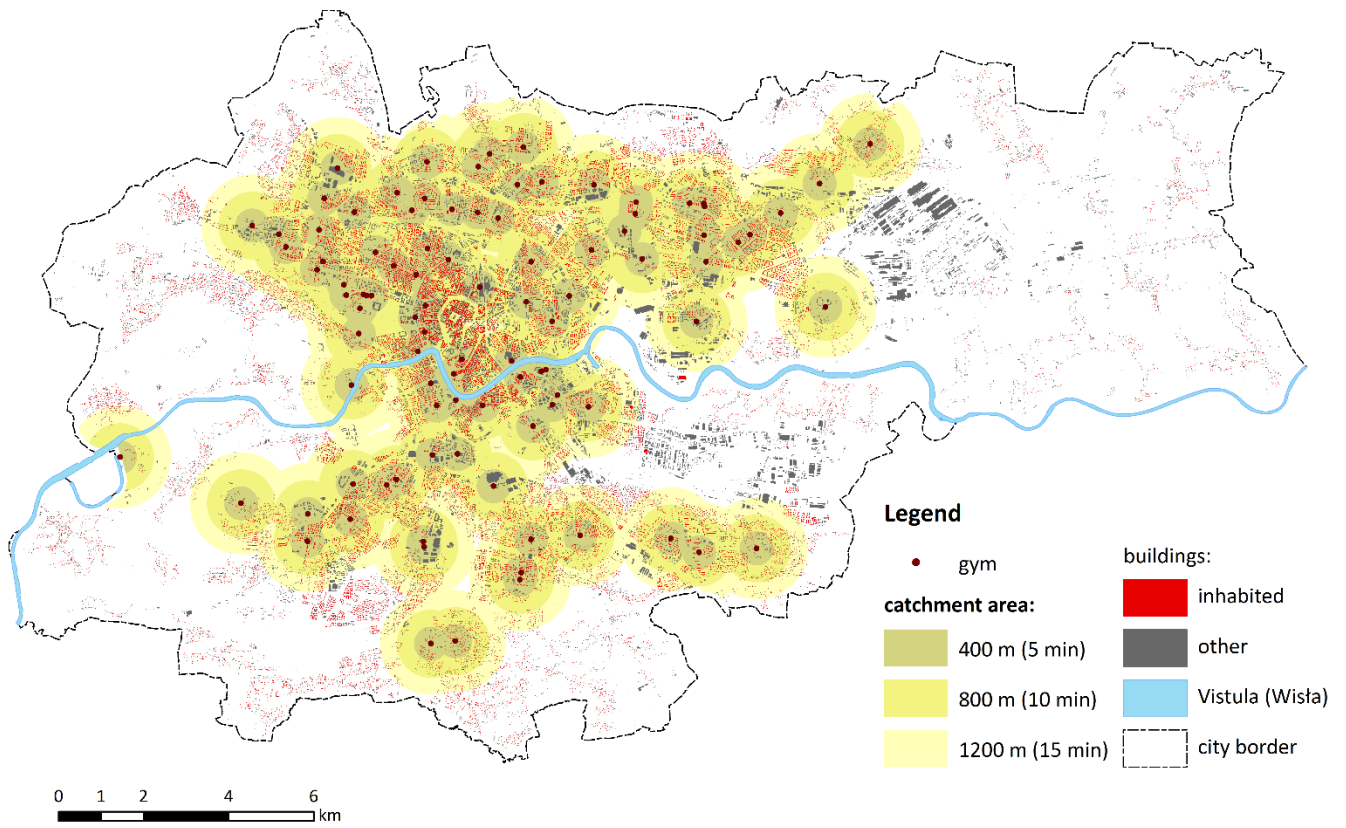 Legend
gym
catchment area:
400 m (5 min)
800 m (10 min)
1200 m (15 min)
buildings:
inhabited
other
Vistula (Wisła)
city border
0 1 2 4 6
km